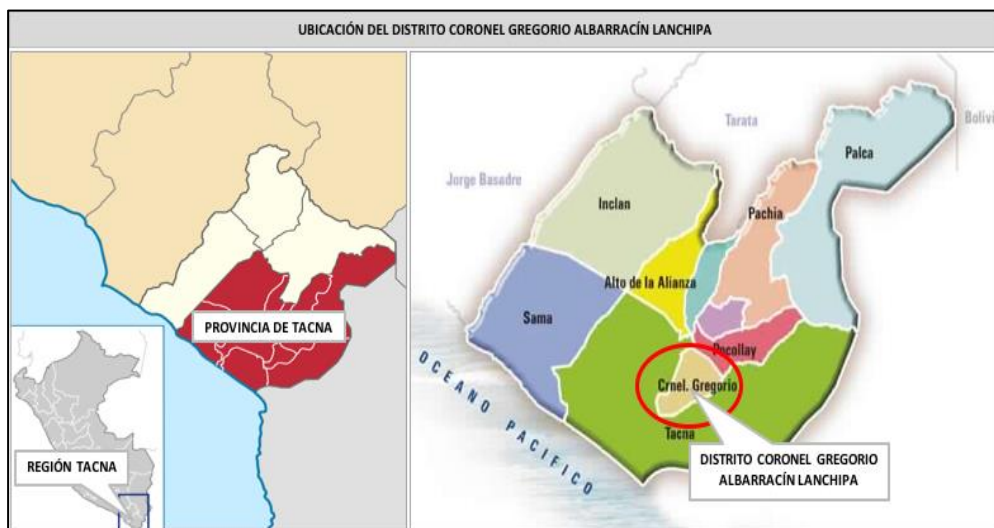 UBICACIÓN DEL DISTRITO CORONEL GREGORIO ALBARRACÍN LANCHIPA
PROVINCIA DE TACNA
REGIÓN TACNA
Tarata
Bolivi
Palca
Jorge Basadre
Inclan
Pachia
Alto de la Alianza
Sama
Pocollay
Crnel. Gregorio
Tacna
OCEANO PACIFICO
DISTRITO CORONEL GREGORIO
ALBARRACÍN LANCHIPA